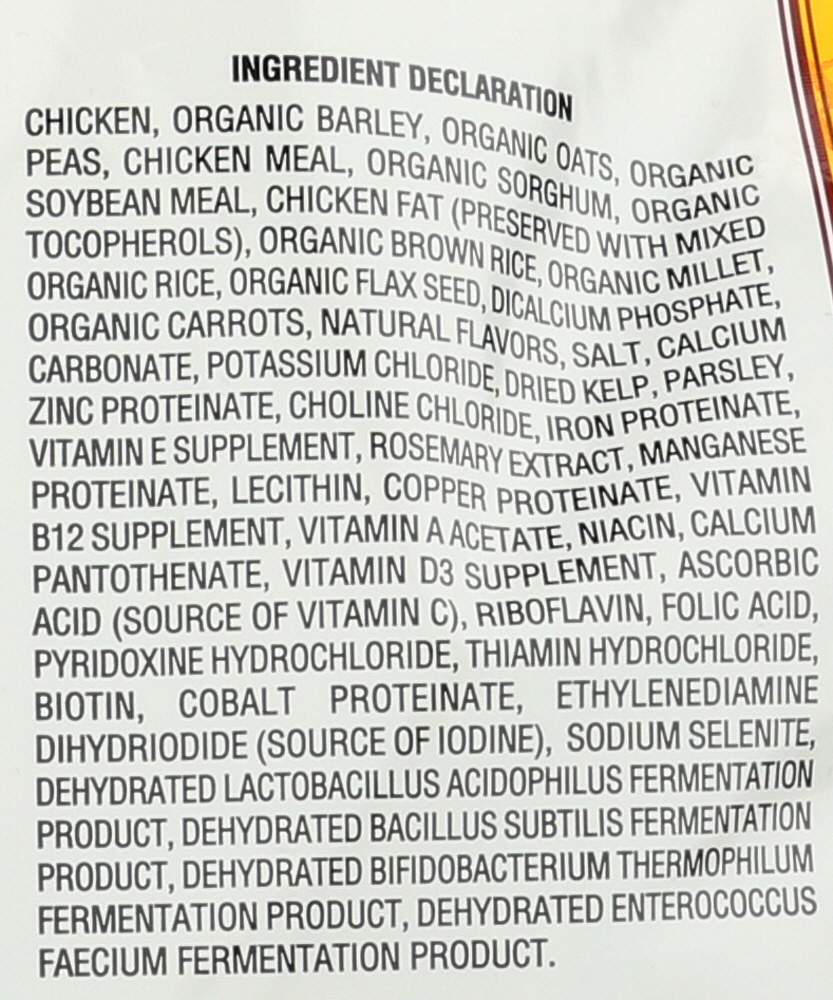 INGREDIENT DECLARATION
CHICKEN, ORGANIC BARLEY, ORGANIC OATS, ORGANIC
PEAS, CHICKEN MEAL, ORGANIC SORGHUM, ORGANIC
SOYBEAN MEAL, CHICKEN FAT (PRESERVED WITH MIXED
TOCOPHEROLS), ORGANIC BROWN RICE, ORGANIC MILLET,
ORGANIC RICE, ORGANIC FLAX SEED, DICALCIUM PHOSPHATE,
ORGANIC CARROTS, NATURAL FLAVORS, SALT, CALCIUM
CARBONATE, POTASSIUM CHLORIDE, DRIED KELP, PARSLEY,
ZINC PROTEINATE, CHOLINE CHLORIDE, IRON PROTEINATE,
VITAMIN E SUPPLEMENT, ROSEMARY EXTRACT, MANGANESE
PROTEINATE, LECITHIN, COPPER PROTEINATE, VITAMIN
B12 SUPPLEMENT, VITAMIN A ACETATE, NIACIN, CALCIUM
PANTOTHENATE, VITAMIN D3 SUPPLEMENT, ASCORBIC
ACID (SOURCE OF VITAMIN C), RIBOFLAVIN, FOLIC ACID,
PYRIDOXINE HYDROCHLORIDE, THIAMIN HYDROCHLORIDE,
BIOTIN, COBALT PROTEINATE, ETHYLENEDIAMINE
DIHYDRIODIDE (SOURCE OF IODINE), SODIUM SELENITE,
DEHYDRATED LACTOBACILLUS ACIDOPHILUS FERMENTATION
PRODUCT, DEHYDRATED BACILLUS SUBTILIS FERMENTATION
PRODUCT, DEHYDRATED BIFIDOBACTERIUM THERMOPHILUM
FERMENTATION PRODUCT, DEHYDRATED ENTEROCOCCUS
FAECIUM FERMENTATION PRODUCT.